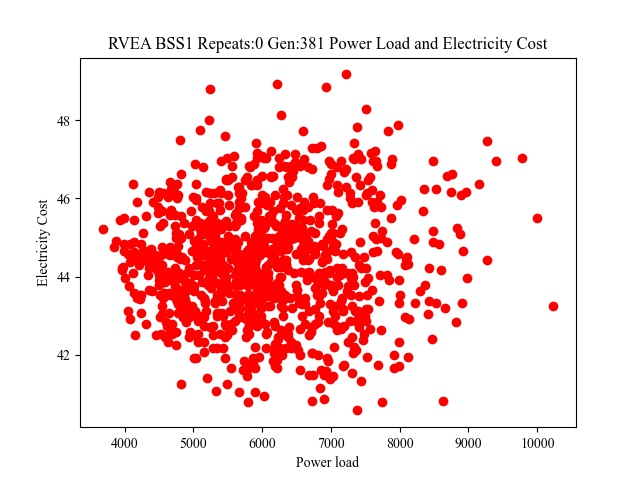 RVEA BSS1 Repeats:0 Gen:381 Power Load and Electricity Cost
48
46
44
42
Electricity Cost
4000 5000 6000 7000 8000 9000 10000
Power load